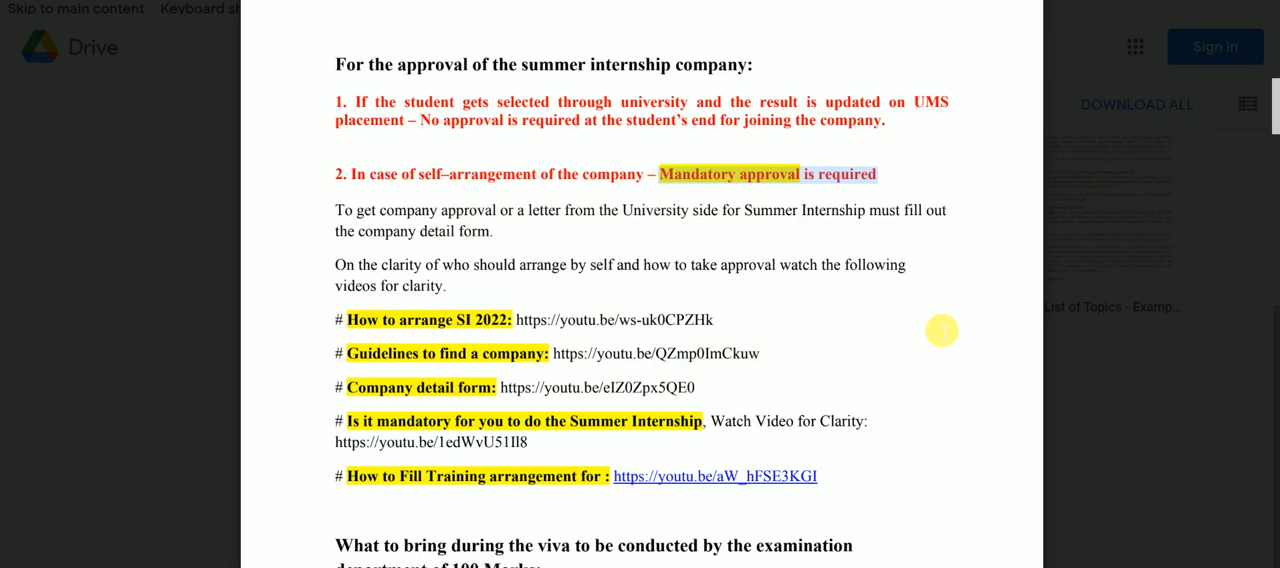 Skip to main content Keyboard sh
Drive
Sign in
DOWNLOAD ALL
For the approval of the summer internship company:
1. If the student gets selected through university and the result is updated on UMS
placement – No approval is required at the student's end for joining the company.
2. In case of self–arrangement of the company – Mandatory approval is required
To get company approval or a letter from the University side for Summer Internship must fill out
the company detail form.
On the clarity of who should arrange by self and how to take approval watch the following
videos for clarity.
List of Topics - Examp...
# How to arrange SI 2022: https://youtu.be/ws-uk0CPZHk
# Guidelines to find a company: https://youtu.be/QZmp0ImCkuw
# Company detail form: https://youtu.be/eIZ0Zpx5QE0
# Is it mandatory for you to do the Summer Internship, Watch Video for Clarity:
https://youtu.be/1edWvU51Il8
# How to Fill Training arrangement for : https://youtu.be/aW_hFSE3KGI
What to bring during the viva to be conducted by the examination
department of 100 Marks: